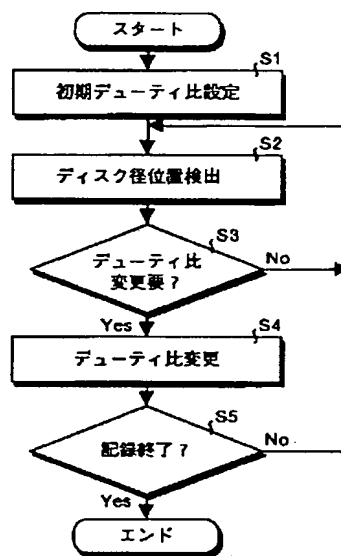 スタート
S1
初期デューティ比設定
S2
ディスク径位置検出
S3
デューティ比
変更要?
No
Yes
S4
デューティ比変更
S5
記録終了?
No
Yes
エンド